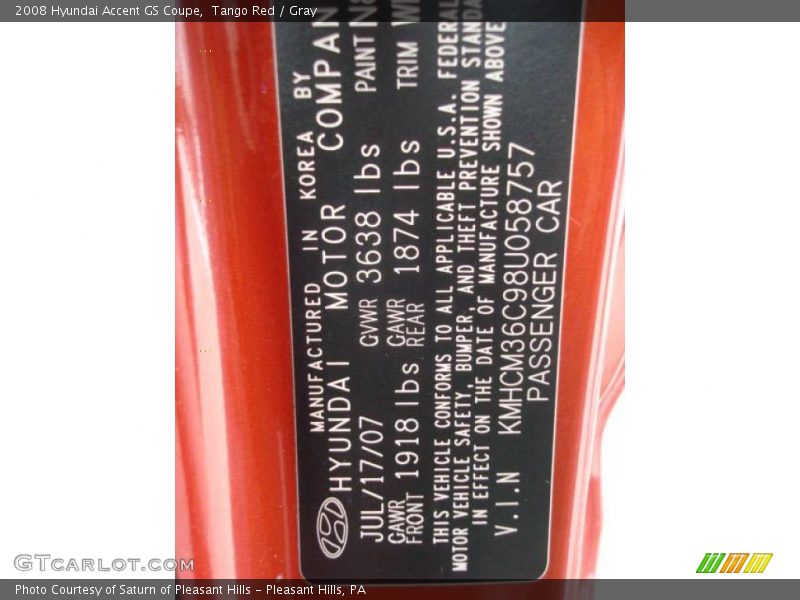 2008 Hyundai Accent GS Coupe,  Tango Red / Gray
MANUFACTURED IN KOREA BY
HYUNDAI MOTOR COMPAN
JUL/17/07 GVWR 3638 lbs PAINT N8
GAWR FRONT 1918 lbs GAWR REAR 1874 lbs TRIM
THIS VEHICLE CONFORMS TO ALL APPLICABLE U.S.A. FEDERAL
MOTOR VEHICLE SAFETY, BUMPER, AND THEFT PREVENTION STANDA
IN EFFECT ON THE DATE OF MANUFACTURE SHOWN ABOVE
V.I.N KMHCM36C98U058757
PASSENGER CAR
GTCarLot.com
Photo Courtesy of Saturn of Pleasant Hills – Pleasant Hills, PA